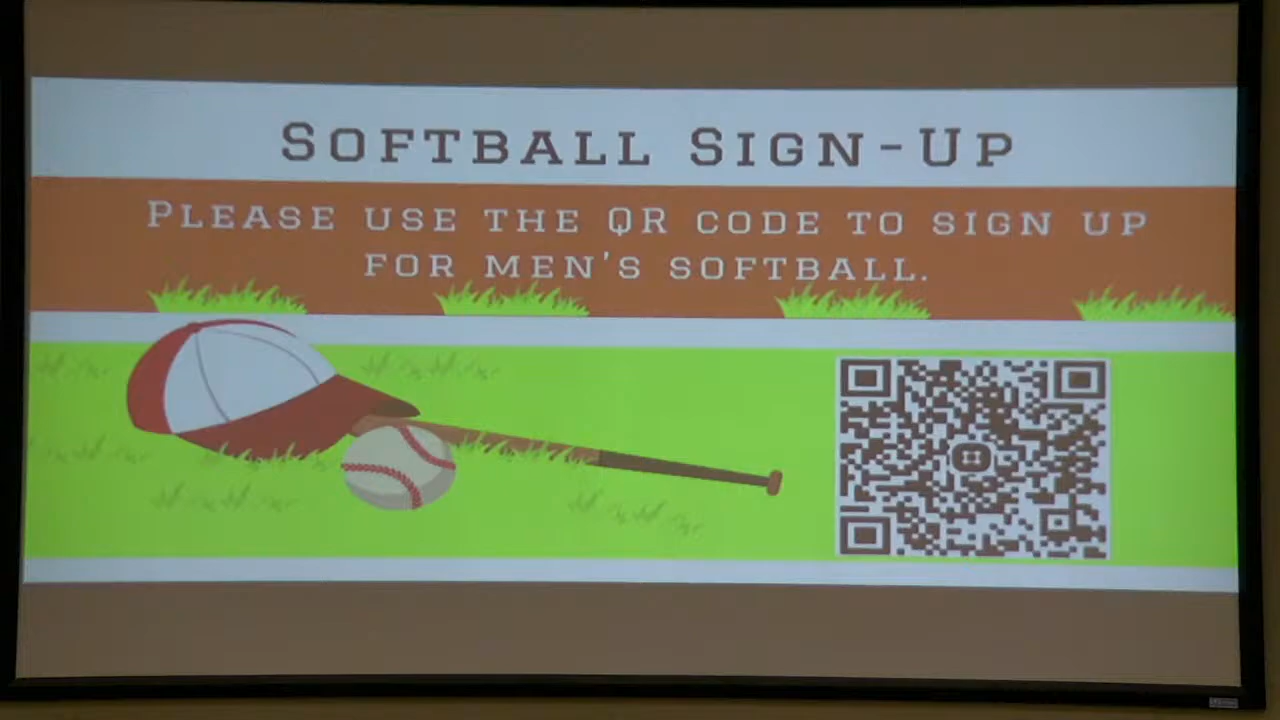 Softball Sign-Up
Please use the QR code to sign up
for men's softball.